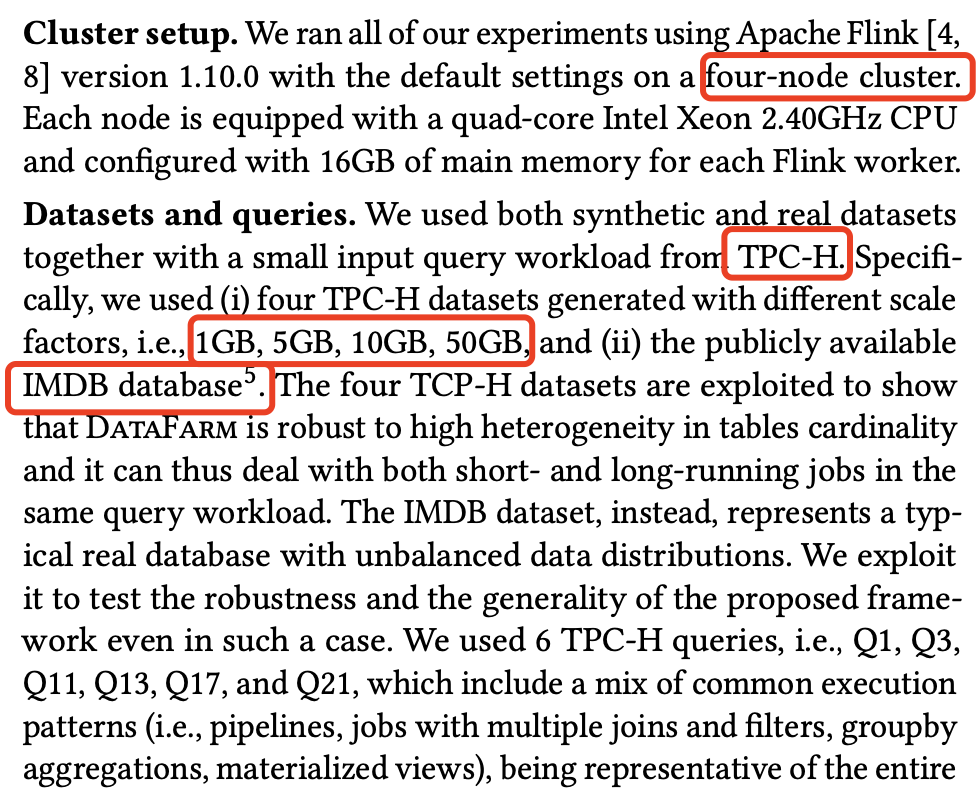 Cluster setup. We ran all of our experiments using Apache Flink [4,
8] version 1.10.0 with the default settings on a four-node cluster.
Each node is equipped with a quad-core Intel Xeon 2.40GHz CPU
and configured with 16GB of main memory for each Flink worker.
Datasets and queries. We used both synthetic and real datasets
together with a small input query workload from TPC-H. Specifi-
cally, we used (i) four TPC-H datasets generated with different scale
factors, i.e., 1GB, 5GB, 10GB, 50GB, and (ii) the publicly available
IMDB database⁵. The four TCP-H datasets are exploited to show
that DATAFARM is robust to high heterogeneity in tables cardinality
and it can thus deal with both short- and long-running jobs in the
same query workload. The IMDB dataset, instead, represents a typ-
ical real database with unbalanced data distributions. We exploit
it to test the robustness and the generality of the proposed frame-
work even in such a case. We used 6 TPC-H queries, i.e., Q1, Q3,
Q11, Q13, Q17, and Q21, which include a mix of common execution
patterns (i.e., pipelines, jobs with multiple joins and filters, groupby
aggregations, materialized views), being representative of the entire